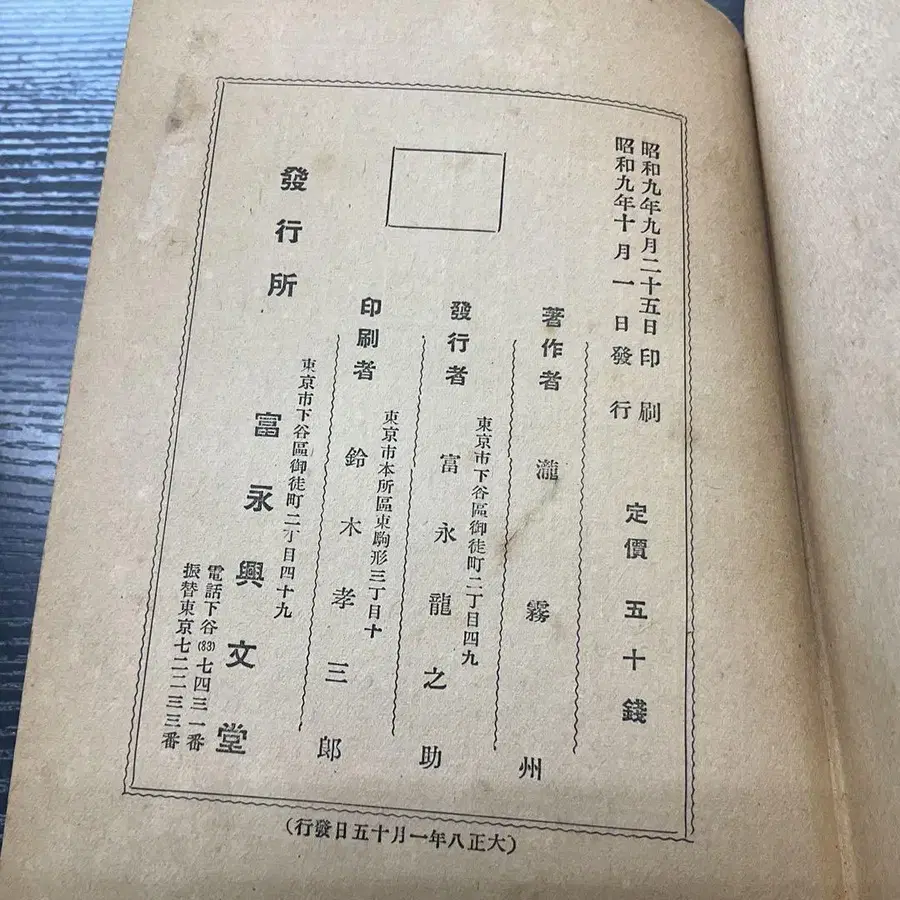 昭和九年九月二十五日印刷
昭和九年十月一日發行
定價五十錢
著作者 瀧霧州
東京市下谷區御徒町二丁目四九
發行者 富永龍之助
東京市本所區東駒形三丁目十
印刷者 鈴木孝三郎
東京市下谷區御徒町二丁目四十九
發行所 富永興文堂
電話下谷(83)七四三一番
振替東京七二二三三番
(大正八年一月十五日發行)